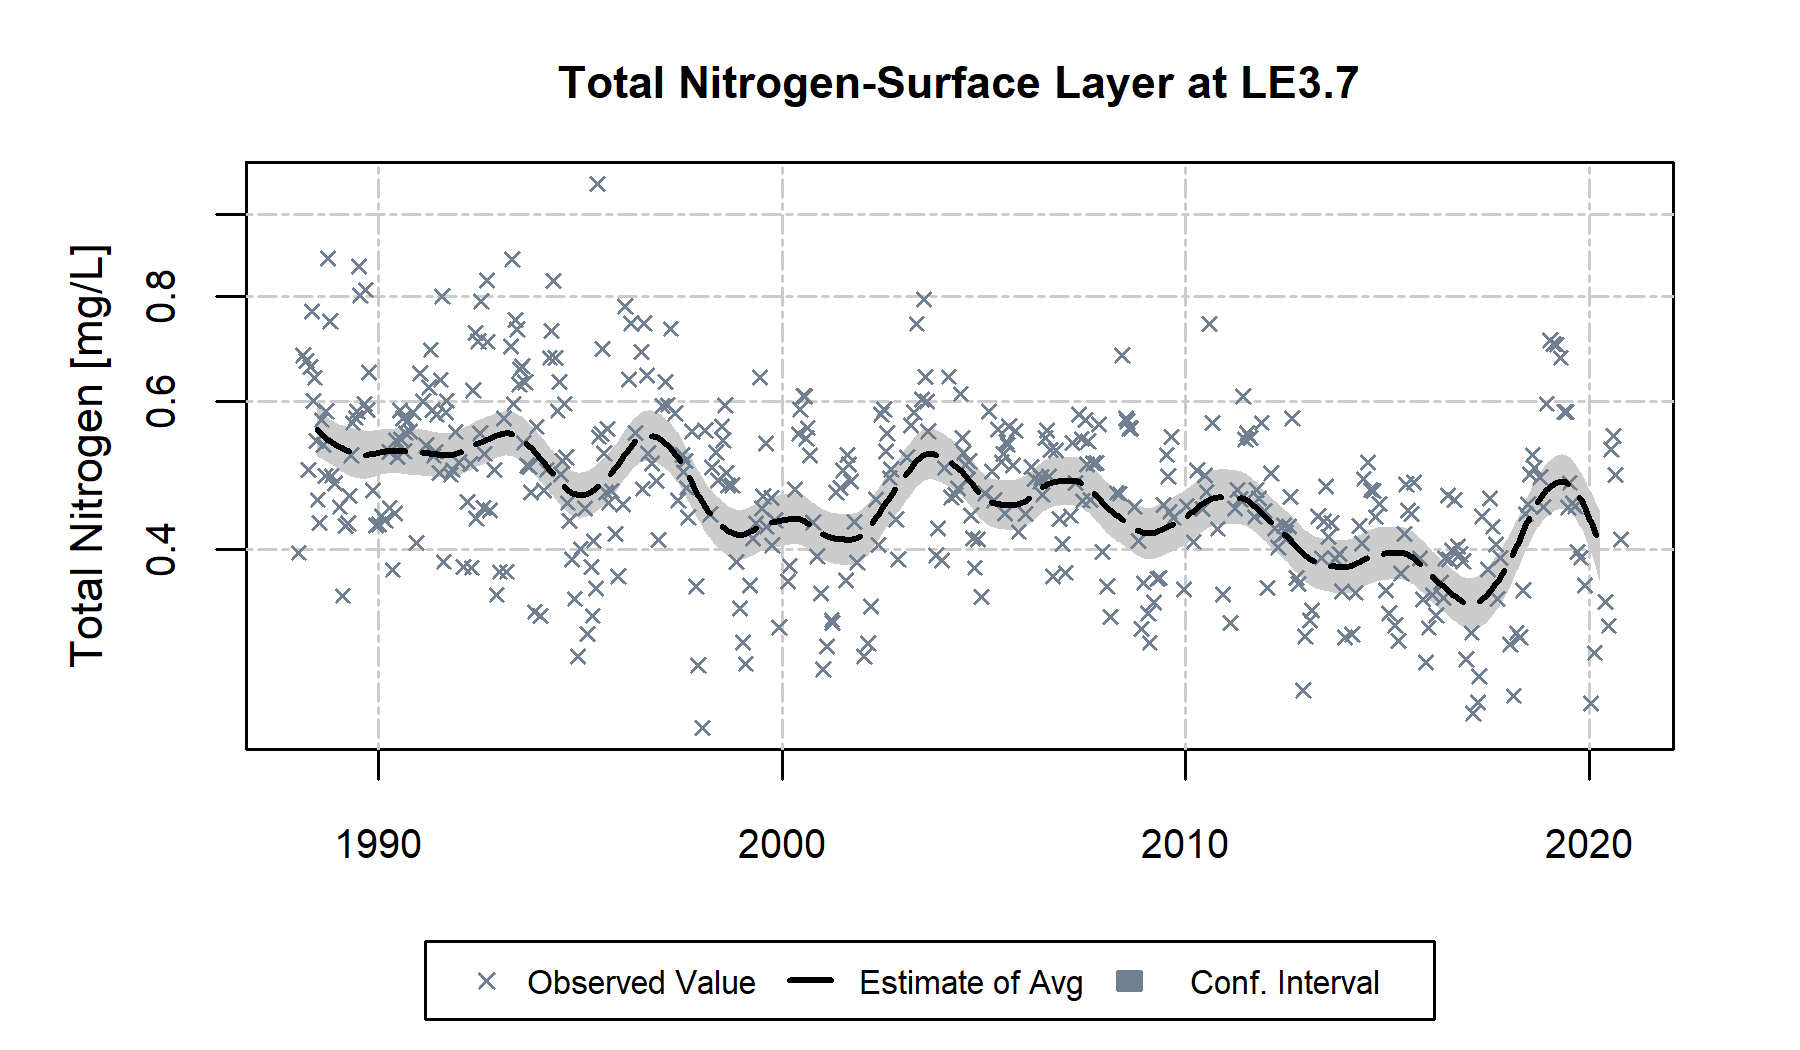 Total Nitrogen-Surface Layer at LE3.7
Total Nitrogen [mg/L]
0.8
0.6
0.4
1990 2000 2010 2020
Observed Value Estimate of Avg Conf. Interval